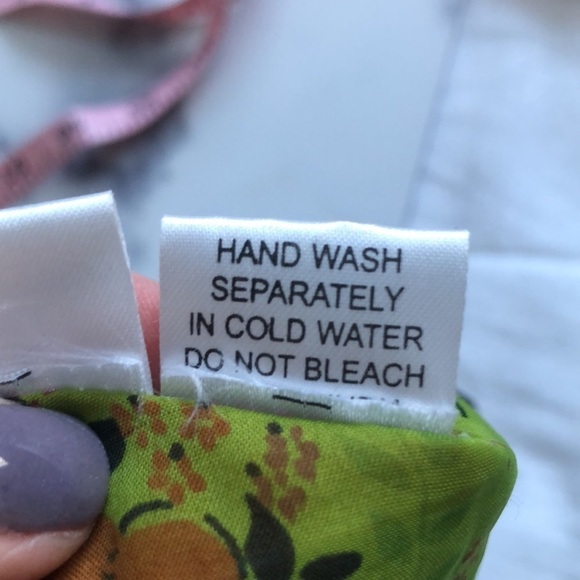 HAND WASH
SEPARATELY
IN COLD WATER
DO NOT BLEACH